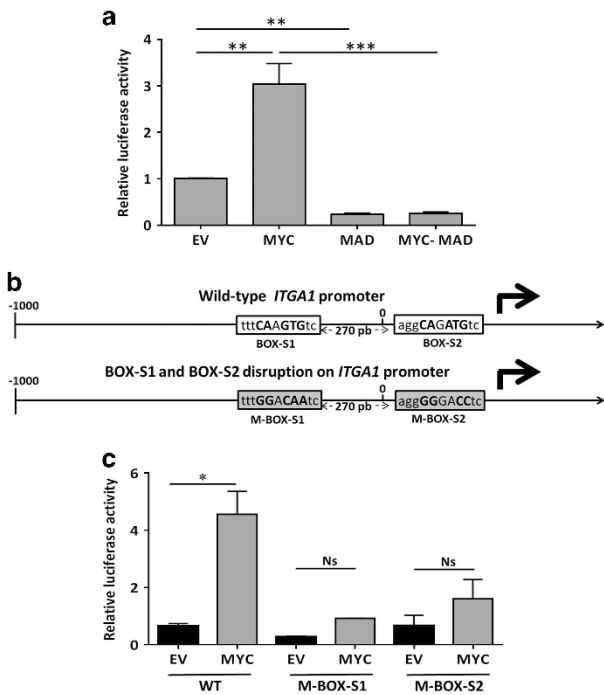 a
**
**
***
Relative luciferase activity
4
3
2
1
0
EV
MYC
MAD
MYC- MAD
b
Wild-type ITGA1 promoter
-1000
0
tttCAAGTGtc
270 pb
aggCAGATGtc
BOX-S1
BOX-S2
BOX-S1 and BOX-S2 disruption on ITGA1 promoter
-1000
0
tttGGACAAtc
270 pb
aggGGGACCtc
M-BOX-S1
M-BOX-S2
c
Relative luciferase activity
6
4
2
0
*
Ns
Ns
EV MYC EV MYC EV MYC
WT M-BOX-S1 M-BOX-S2